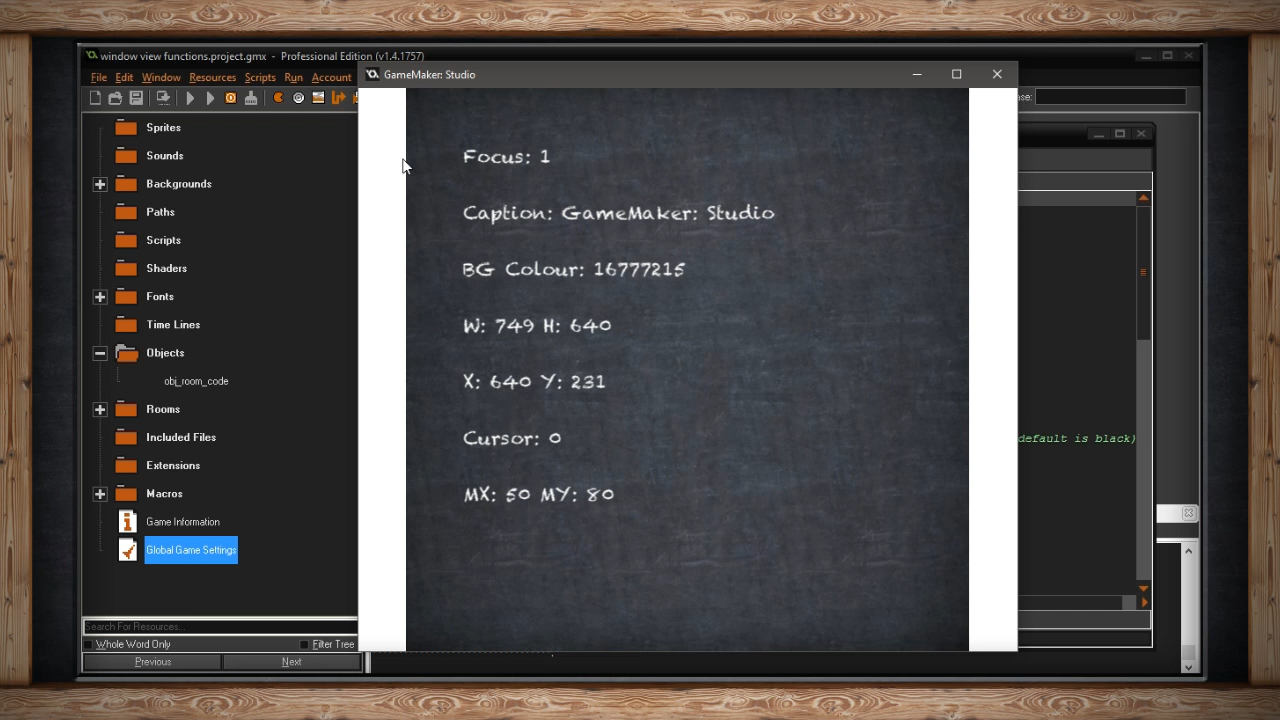 window view functions.project.gmx - Professional Edition (v1.4.1757)
File Edit Window Resources Scripts Run Account
GameMaker: Studio
Sprites
Sounds
Backgrounds
Paths
Scripts
Shaders
Fonts
Time Lines
Objects
obj_room_code
Rooms
Included Files
Extensions
Macros
Game Information
Global Game Settings
Search For Resources...
Whole Word Only Filter Tree
Previous Next
Focus: 1
Caption: GameMaker: Studio
BG Colour: 16777215
W: 749 H: 640
X: 640 Y: 231
Cursor: 0
MX: 50 MY: 80
default is black)